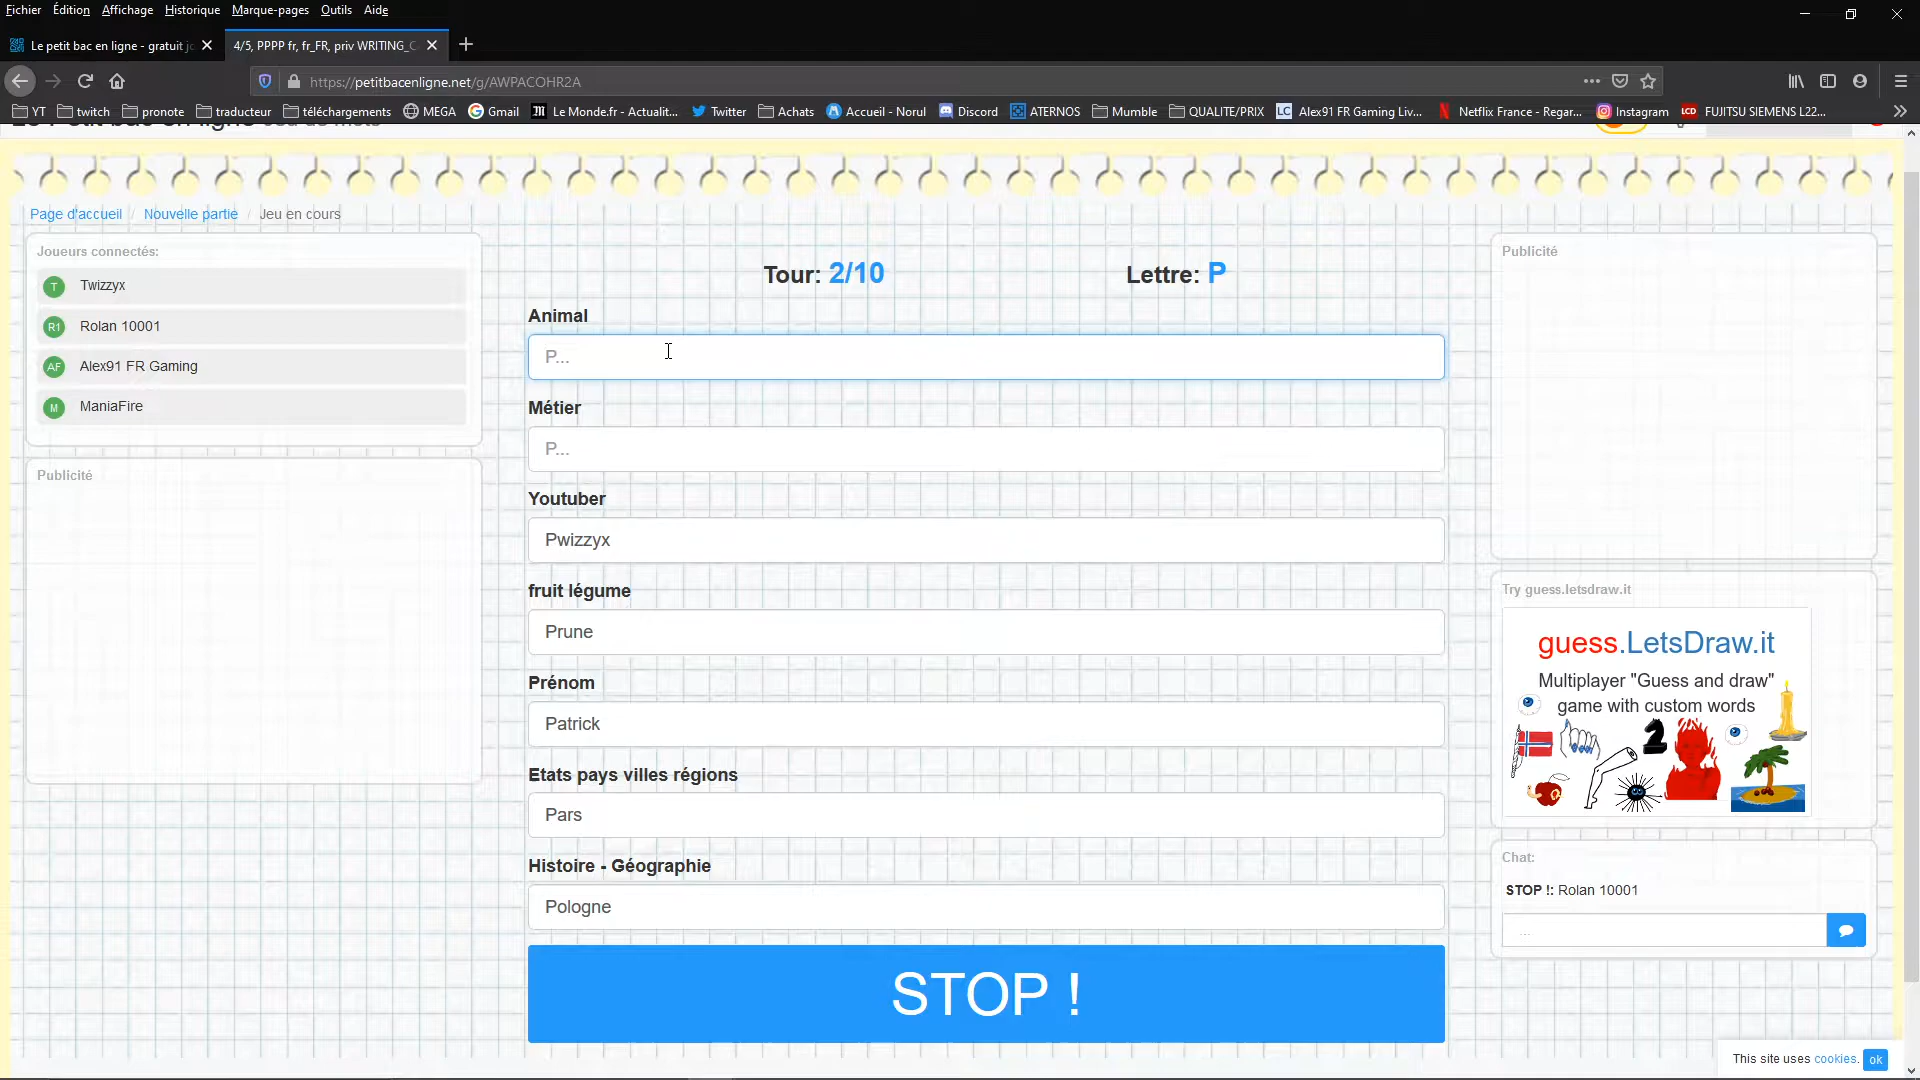 Fichier Édition Affichage Historique Marque-pages Outils Aide
Le petit bac en ligne - gratuit jo
4/5, PPPP fr, fr_FR, priv WRITING_C
https://petitbacenligne.net/g/AWPACOHR2A
YT twitch pronote traducteur téléchargements MEGA Gmail Le Monde.fr - Actualit... Twitter Achats Accueil - Norul Discord ATERNOS Mumble QUALITE/PRIX Alex91 FR Gaming Liv... Netflix France - Regar... Instagram FUJITSU SIEMENS L22...
Page d'accueil / Nouvelle partie / Jeu en cours
Joueurs connectés:
T Twizzyx
R1 Rolan 10001
AF Alex91 FR Gaming
M ManiaFire
Publicité
Tour: 2/10
Lettre: P
Animal
P...
Métier
P...
Youtuber
Pwizzyx
fruit légume
Prune
Prénom
Patrick
Etats pays villes régions
Pars
Histoire - Géographie
Pologne
STOP !
Publicité
Try guess.letsdraw.it
guess.LetsDraw.it
Multiplayer "Guess and draw"
game with custom words
Chat:
STOP !: Rolan 10001
...
This site uses cookies. ok